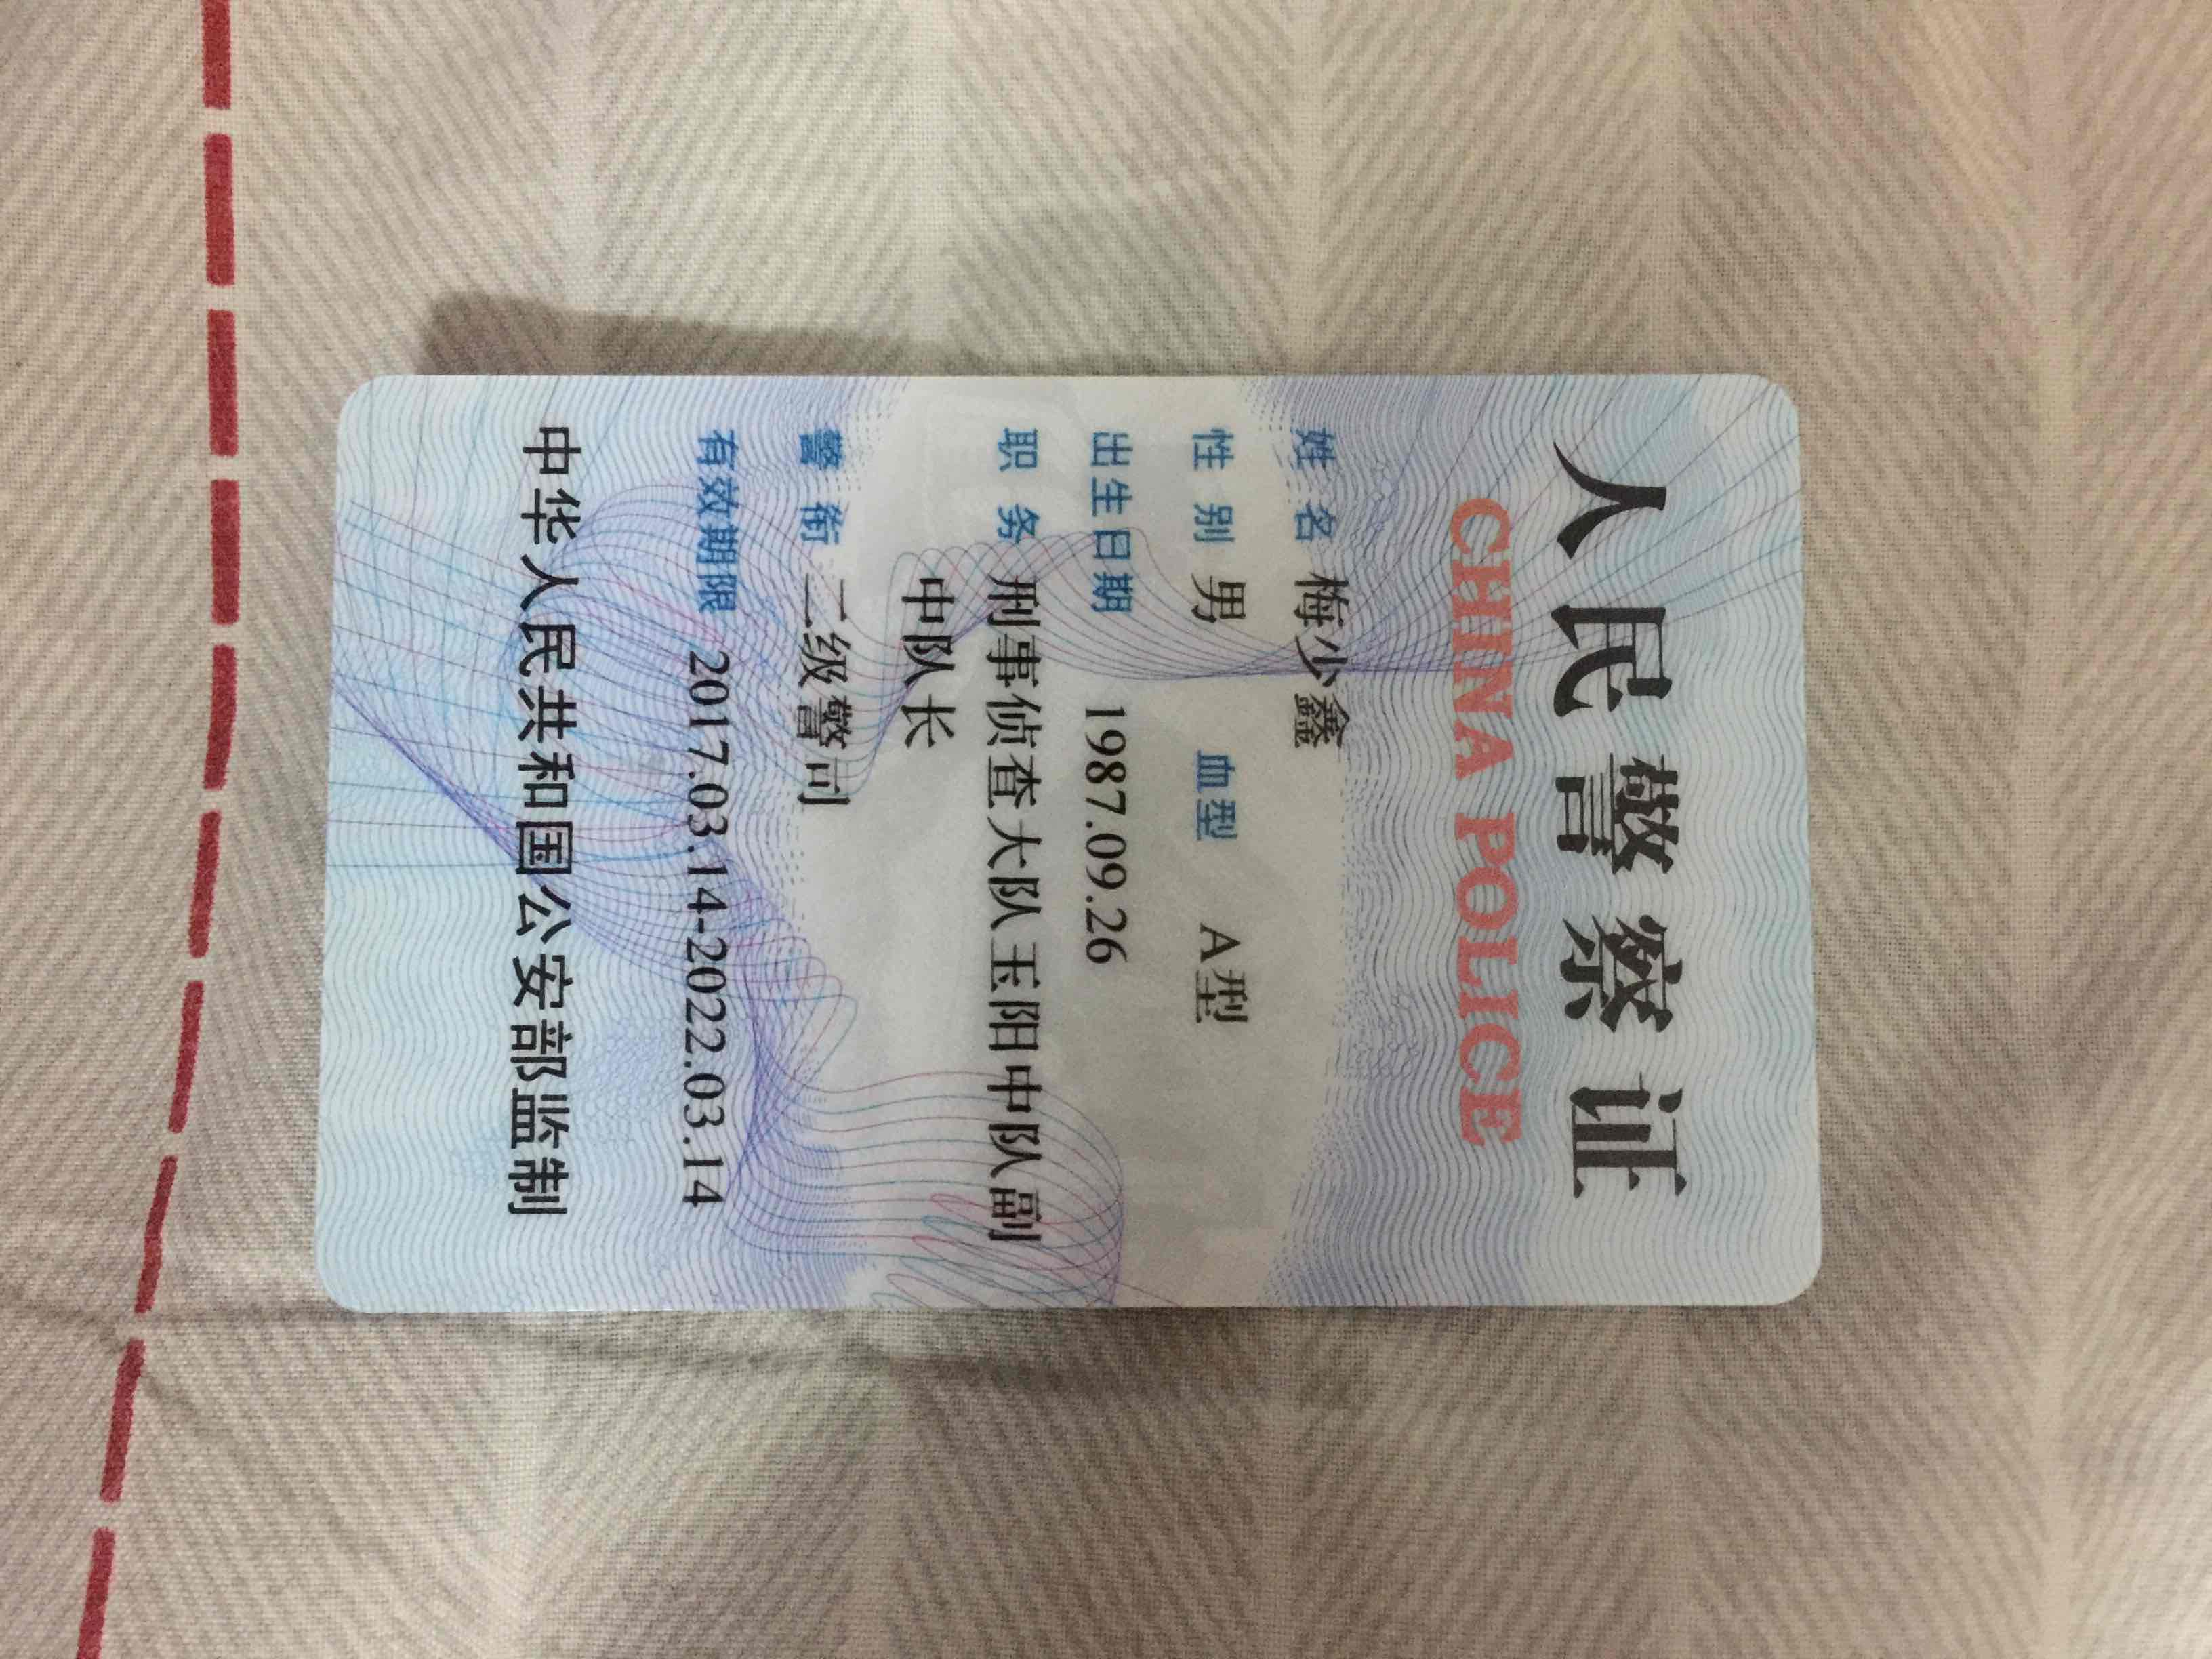 人民警察证
CHINA POLICE
姓名 梅少鑫
性别 男 血型 A型
出生日期 1987.09.26
职务 刑事侦查大队玉阳中队副
中队长
警衔 二级警司
有效期限 2017.03.14-2022.03.14
中华人民共和国公安部监制